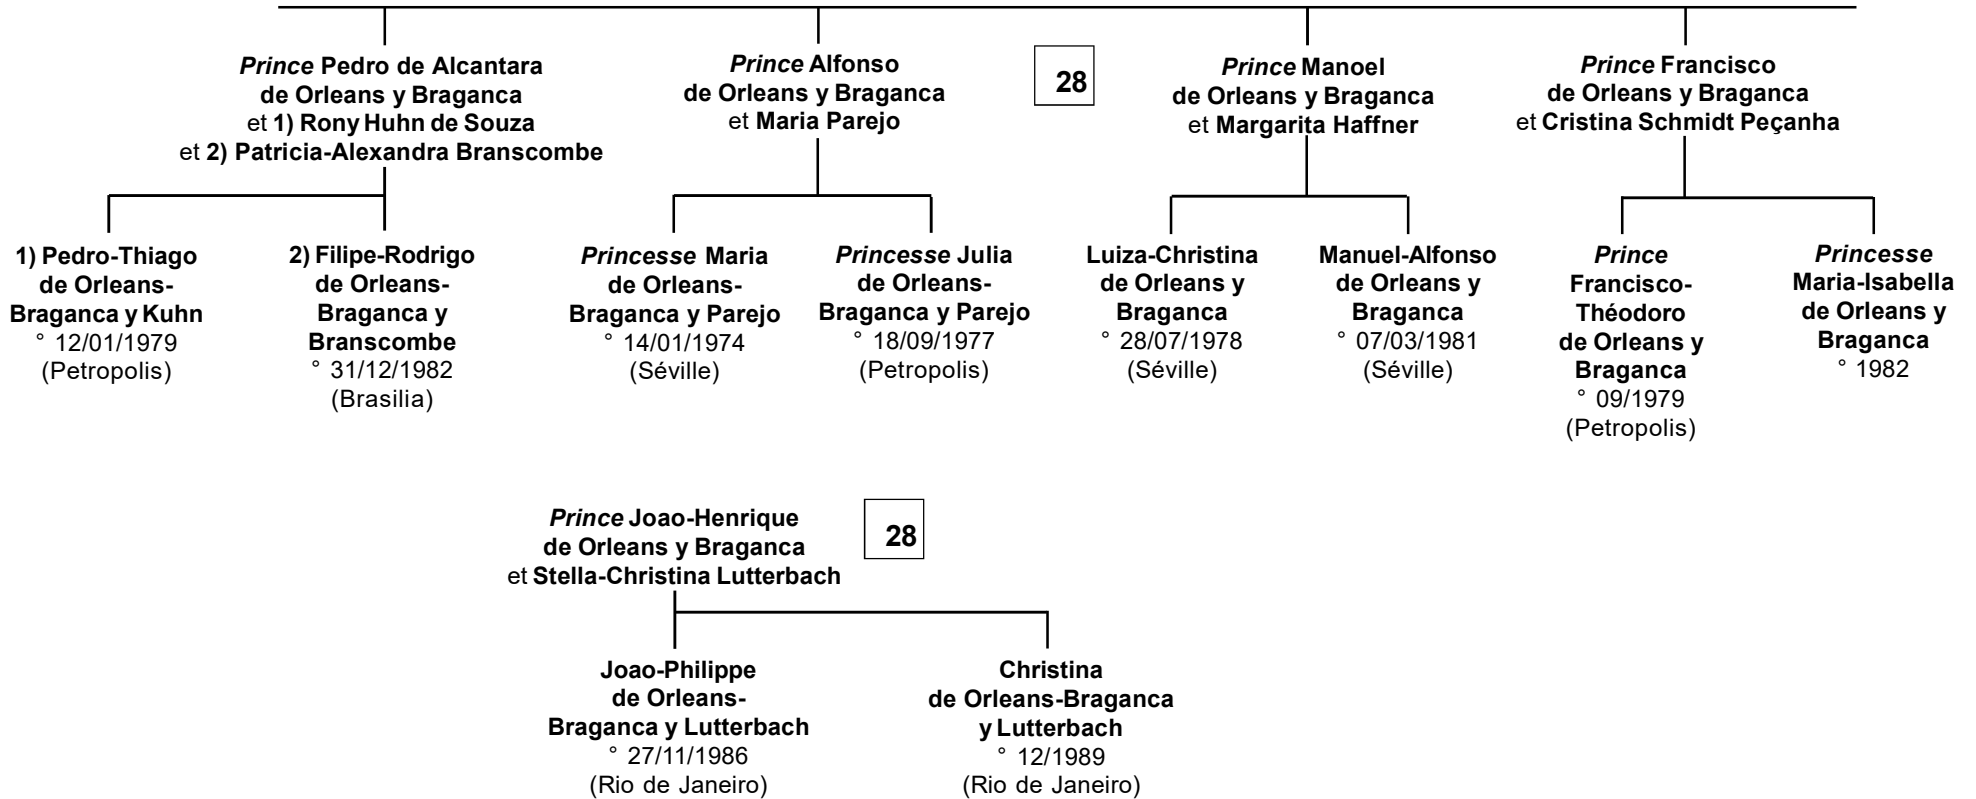 Prince Pedro de Alcantara
de Orleans y Braganca
et 1) Rony Huhn de Souza
et 2) Patricia-Alexandra Branscombe
Prince Alfonso
de Orleans y Braganca
et Maria Parejo
28
Prince Manoel
de Orleans y Braganca
et Margarita Haffner
Prince Francisco
de Orleans y Braganca
et Cristina Schmidt Peçanha
1) Pedro-Thiago
de Orleans-
Braganca y Kuhn
° 12/01/1979
(Petropolis)
2) Filipe-Rodrigo
de Orleans-
Braganca y
Branscombe
° 31/12/1982
(Brasilia)
Princesse Maria
de Orleans-
Braganca y Parejo
° 14/01/1974
(Séville)
Princesse Julia
de Orleans-
Braganca y Parejo
° 18/09/1977
(Petropolis)
Luiza-Christina
de Orleans y
Braganca
° 28/07/1978
(Séville)
Manuel-Alfonso
de Orleans y
Braganca
° 07/03/1981
(Séville)
Prince
Francisco-
Théodoro
de Orleans y
Braganca
° 09/1979
(Petropolis)
Princesse
Maria-Isabella
de Orleans y
Braganca
° 1982
Prince Joao-Henrique
de Orleans y Braganca
et Stella-Christina Lutterbach
28
Joao-Philippe
de Orleans-
Braganca y Lutterbach
° 27/11/1986
(Rio de Janeiro)
Christina
de Orleans-Braganca
y Lutterbach
° 12/1989
(Rio de Janeiro)